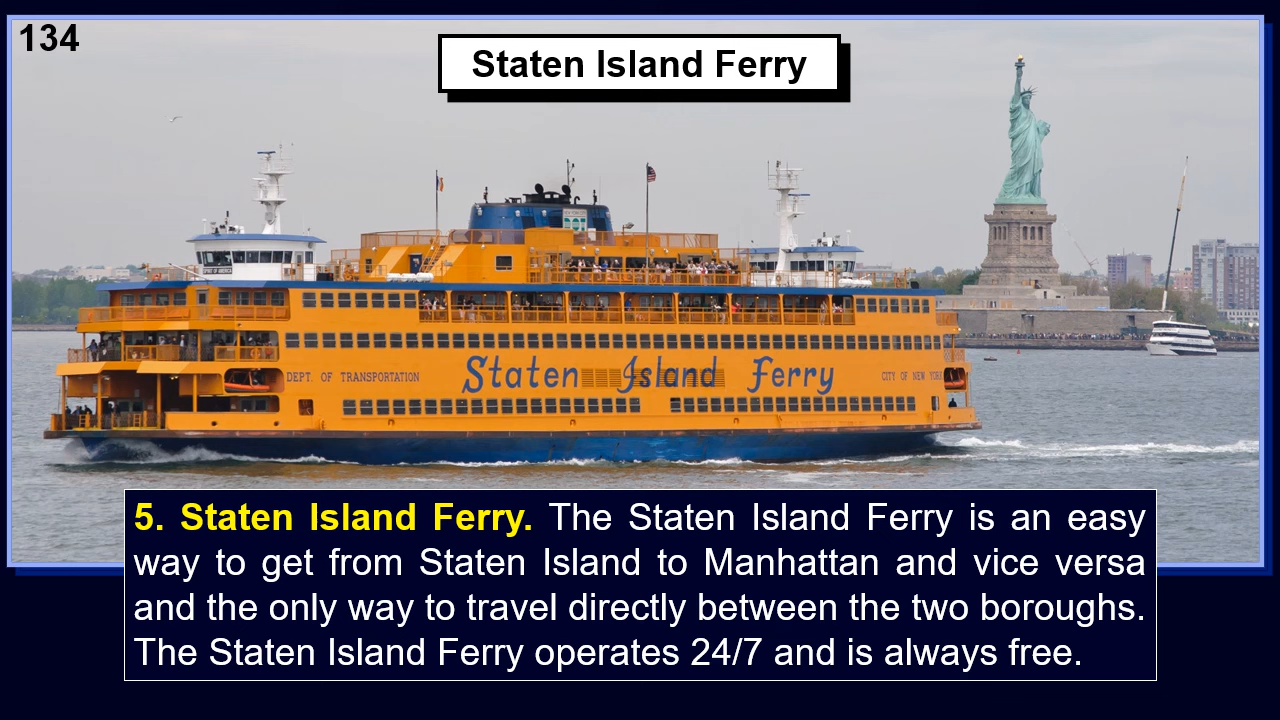 134
Staten Island Ferry
SPIRIT OF AMERICA
DEPT. OF TRANSPORTATION
Staten Island Ferry
CITY OF NEW YORK
5. Staten Island Ferry. The Staten Island Ferry is an easy
way to get from Staten Island to Manhattan and vice versa
and the only way to travel directly between the two boroughs.
The Staten Island Ferry operates 24/7 and is always free.